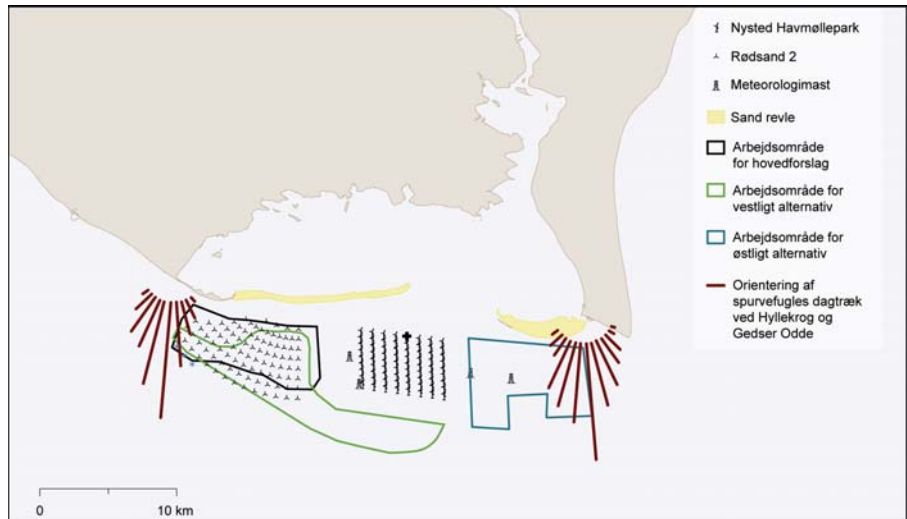 Nysted Havmøllepark
Rødsand 2
Meteorologimast
Sand revle
Arbejdsområde
for hovedforslag
Arbejdsområde for
vestligt alternativ
Arbejdsområde for
østligt alternativ
Orientering af
spurvefugles dagtræk
ved Hyllekrog og
Gedser Odde
0 10 km